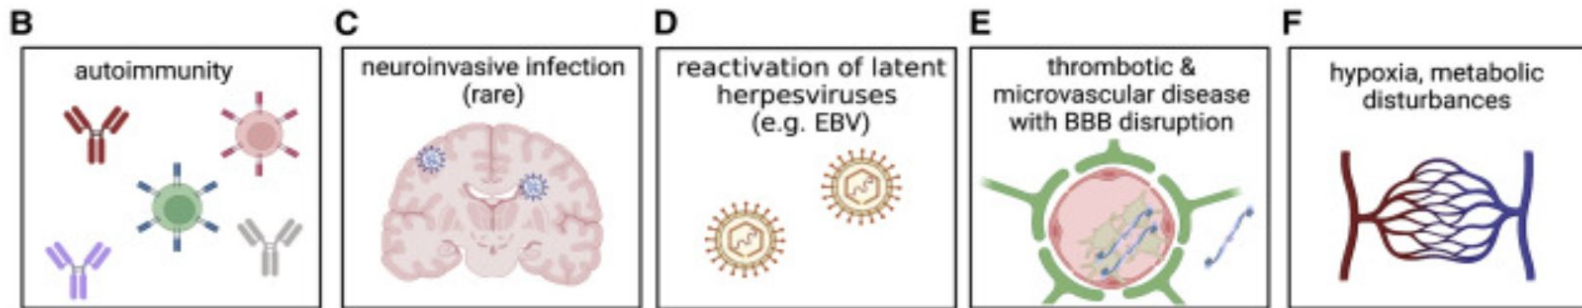 B
autoimmunity
C
neuroinvasive infection
(rare)
D
reactivation of latent
herpesviruses
(e.g. EBV)
E
thrombotic &
microvascular disease
with BBB disruption
F
hypoxia, metabolic
disturbances